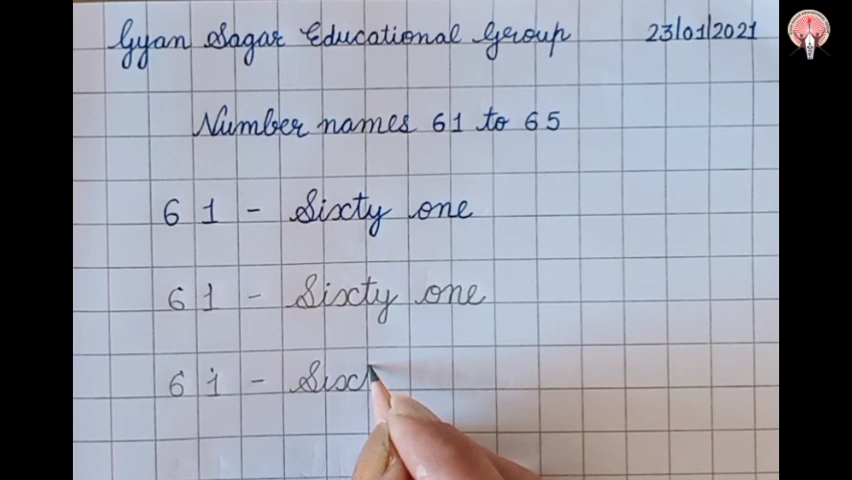 Gyan Sagar Educational Group 23/01/2021
Number names 61 to 65
61 - Sixty one
61 - Sixty one
61 - Sixt